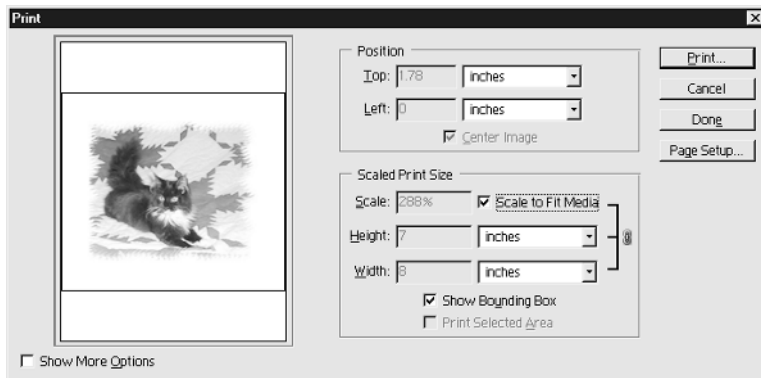 Print
Position
Top: 1.78 inches
Left: 0 inches
Center Image
Scaled Print Size
Scale: 288% Scale to Fit Media
Height: 7 inches
Width: 8 inches
Show Bounding Box
Print Selected Area
Print...
Cancel
Done
Page Setup...
Show More Options